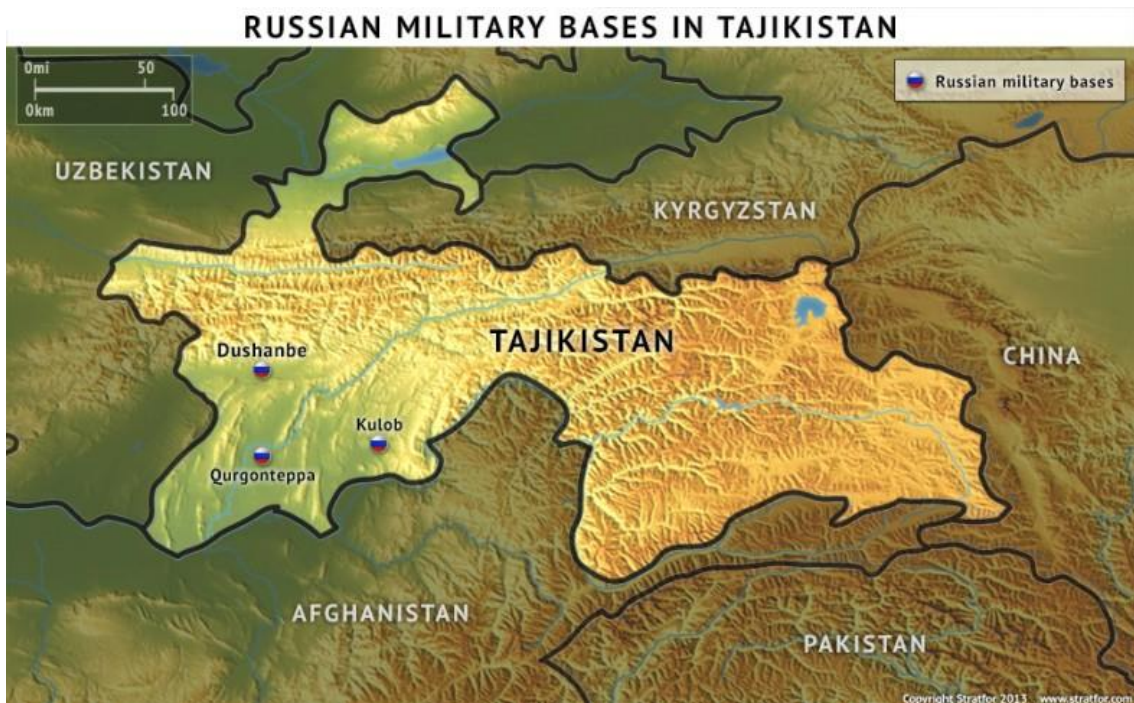 RUSSIAN MILITARY BASES IN TAJIKISTAN
0mi 50
0km 100
Russian military bases
UZBEKISTAN
KYRGYZSTAN
TAJIKISTAN
CHINA
Dushanbe
Kulob
Qurgonteppa
AFGHANISTAN
PAKISTAN
Copyright Stratfor 2013 www.stratfor.com